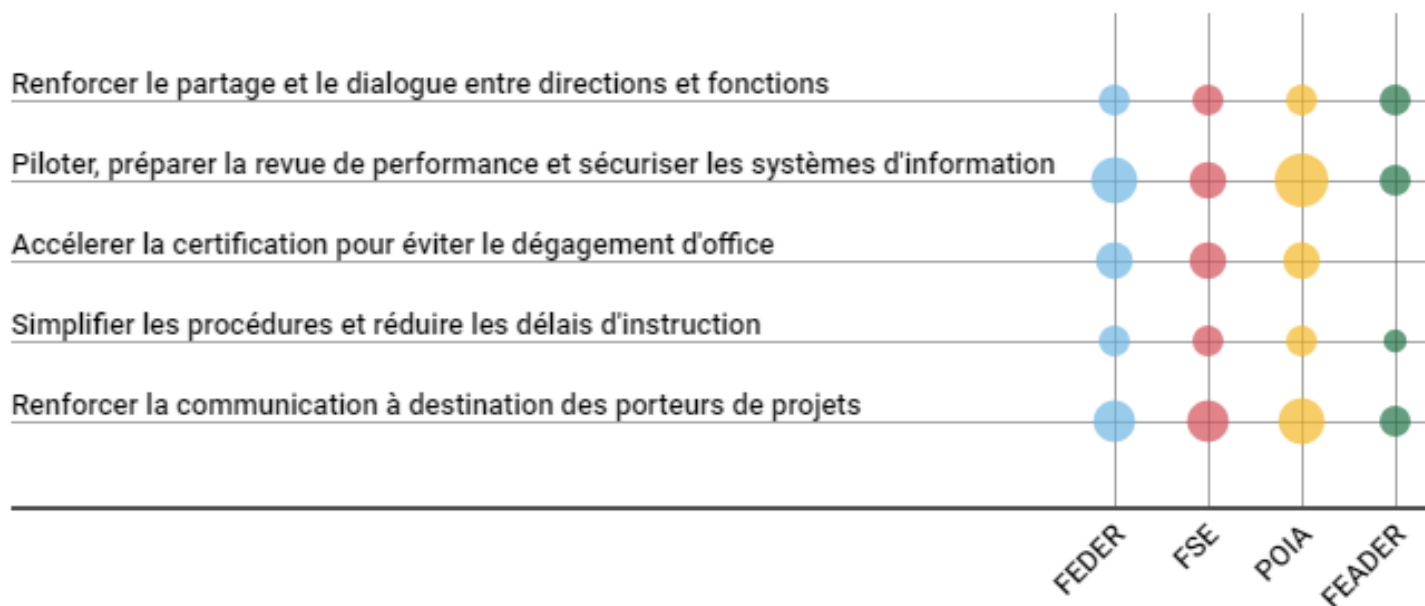 Renforcer le partage et le dialogue entre directions et fonctions
Piloter, préparer la revue de performance et sécuriser les systèmes d'information
Accélerer la certification pour éviter le dégagement d'office
Simplifier les procédures et réduire les délais d'instruction
Renforcer la communication à destination des porteurs de projets
FEDER
FSE
POIA
FEADER